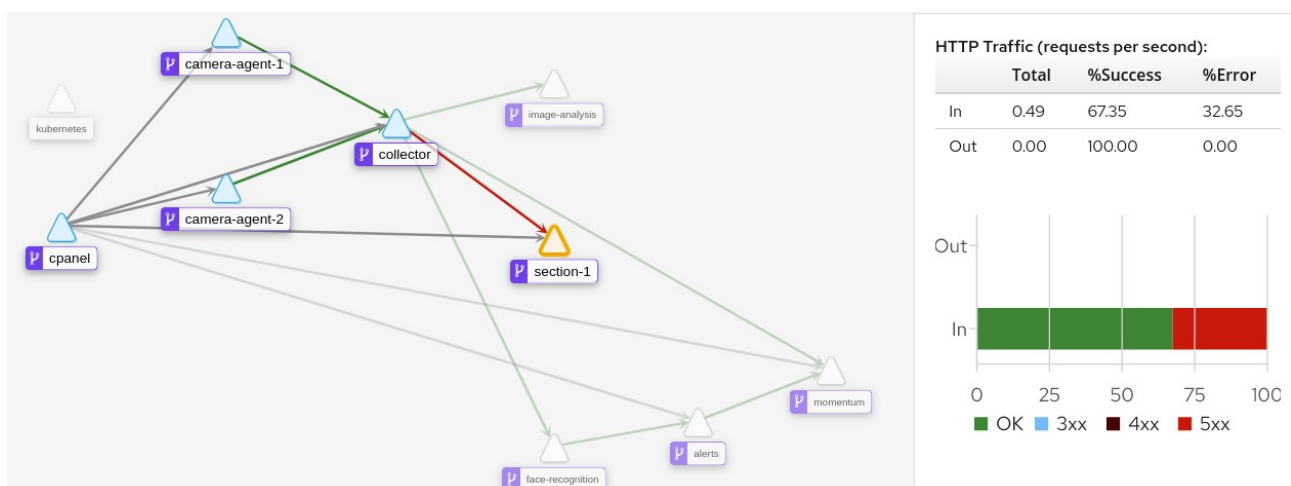 camera-agent-1
kubernetes
image-analysis
collector
camera-agent-2
cpanel
section-1
momentum
alerts
face-recognition
HTTP Traffic (requests per second):
Total %Success %Error
In 0.49 67.35 32.65
Out 0.00 100.00 0.00
Out
In
0 25 50 75 100
OK 3xx 4xx 5xx